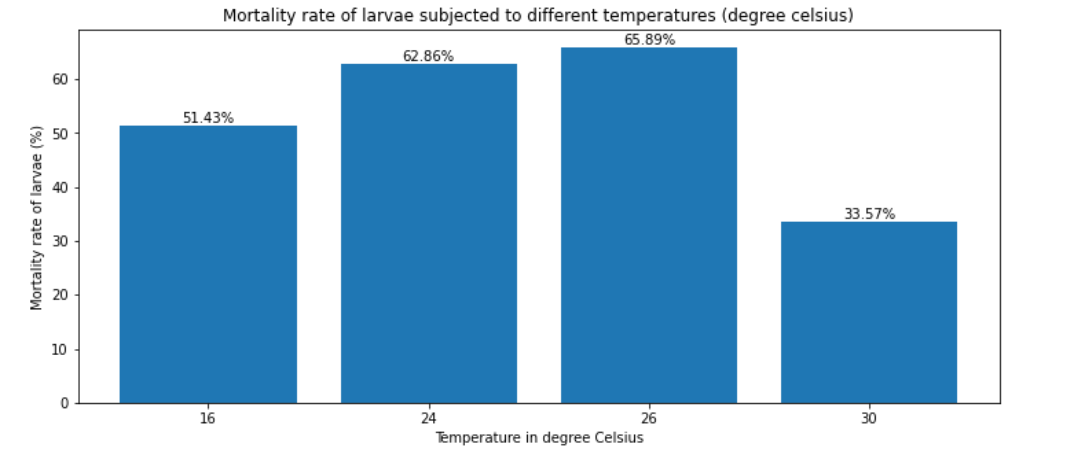 Mortality rate of larvae subjected to different temperatures (degree celsius)
Mortality rate of larvae (%)
60
50
40
30
20
10
0
51.43%
62.86%
65.89%
33.57%
16 24 26 30
Temperature in degree Celsius